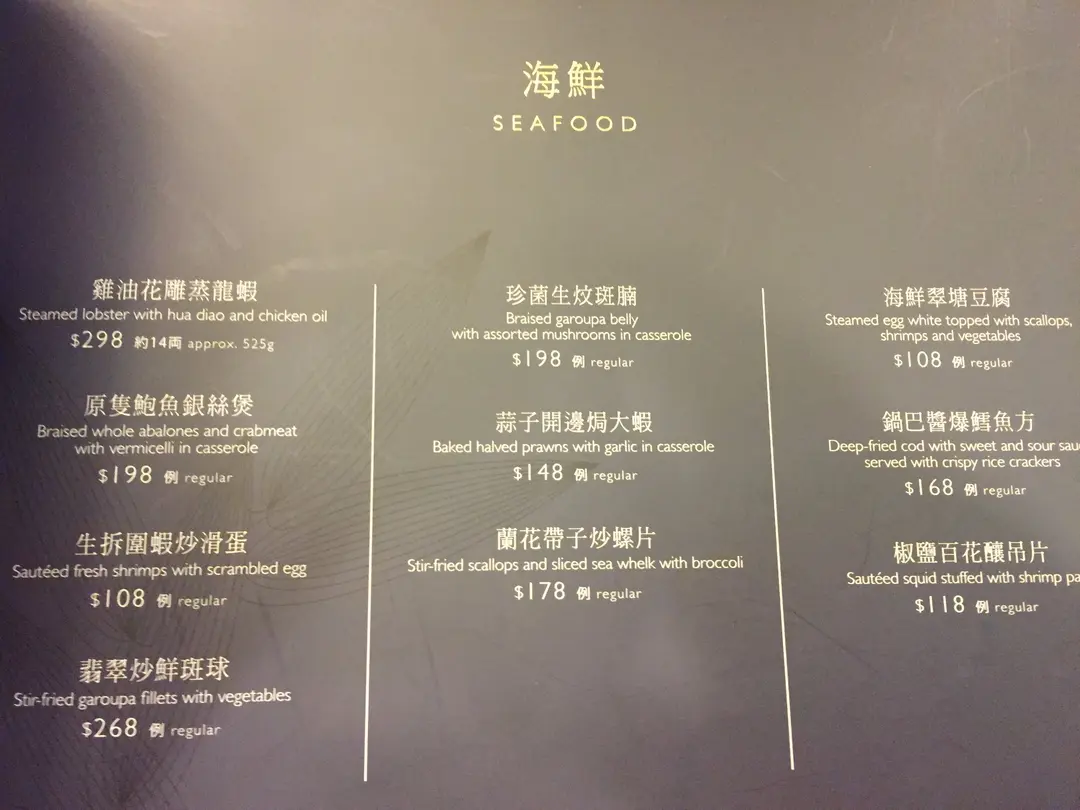 海鮮
SEAFOOD
雞油花雕蒸龍蝦
Steamed lobster with hua diao and chicken oil
$298 約14両 approx. 525g
原隻鮑魚銀絲煲
Braised whole abalones and crabmeat
with vermicelli in casserole
$198 例 regular
生拆圍蝦炒滑蛋
Sautéed fresh shrimps with scrambled egg
$108 例 regular
翡翠炒鮮斑球
Stir-fried garoupa fillets with vegetables
$268 例 regular
珍菌生炆斑腩
Braised garoupa belly
with assorted mushrooms in casserole
$198 例 regular
蒜子開邊焗大蝦
Baked halved prawns with garlic in casserole
$148 例 regular
蘭花帶子炒螺片
Stir-fried scallops and sliced sea whelk with broccoli
$178 例 regular
海鮮翠塘豆腐
Steamed egg white topped with scallops,
shrimps and vegetables
$108 例 regular
鍋巴醬爆鱈魚方
Deep-fried cod with sweet and sour
served with crispy rice crackers
$168 例 regular
椒鹽百花釀吊片
Sautéed squid stuffed with shrimp
$118 例 regular